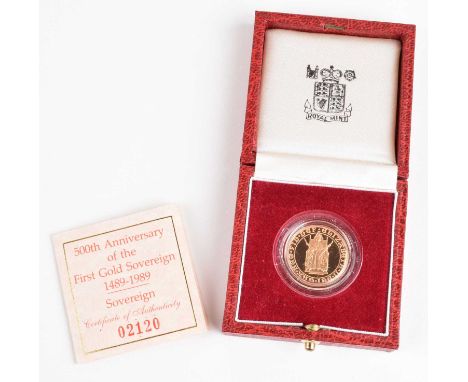 ROYAL MINT
500th Anniversary
of the
First Gold Sovereign
1489-1989
Sovereign
Certificate of Authenticity
02120